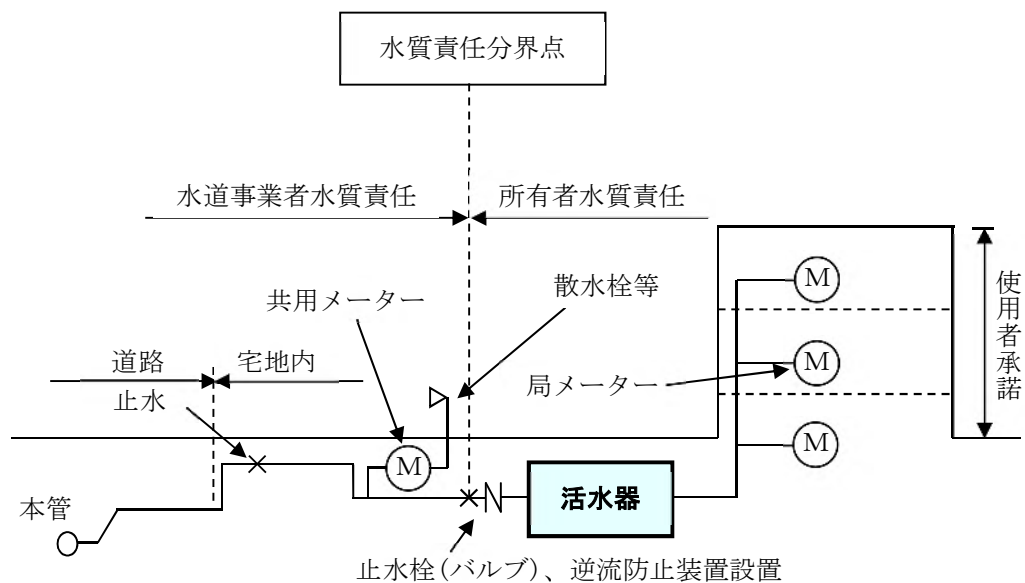 水質責任分界点
水道事業者水質責任
所有者水質責任
共用メーター
散水栓等
M
使用者承諾
道路
宅地内
局メーター
M
止水
M
M
本管
活水器
止水栓(バルブ)、逆流防止装置設置